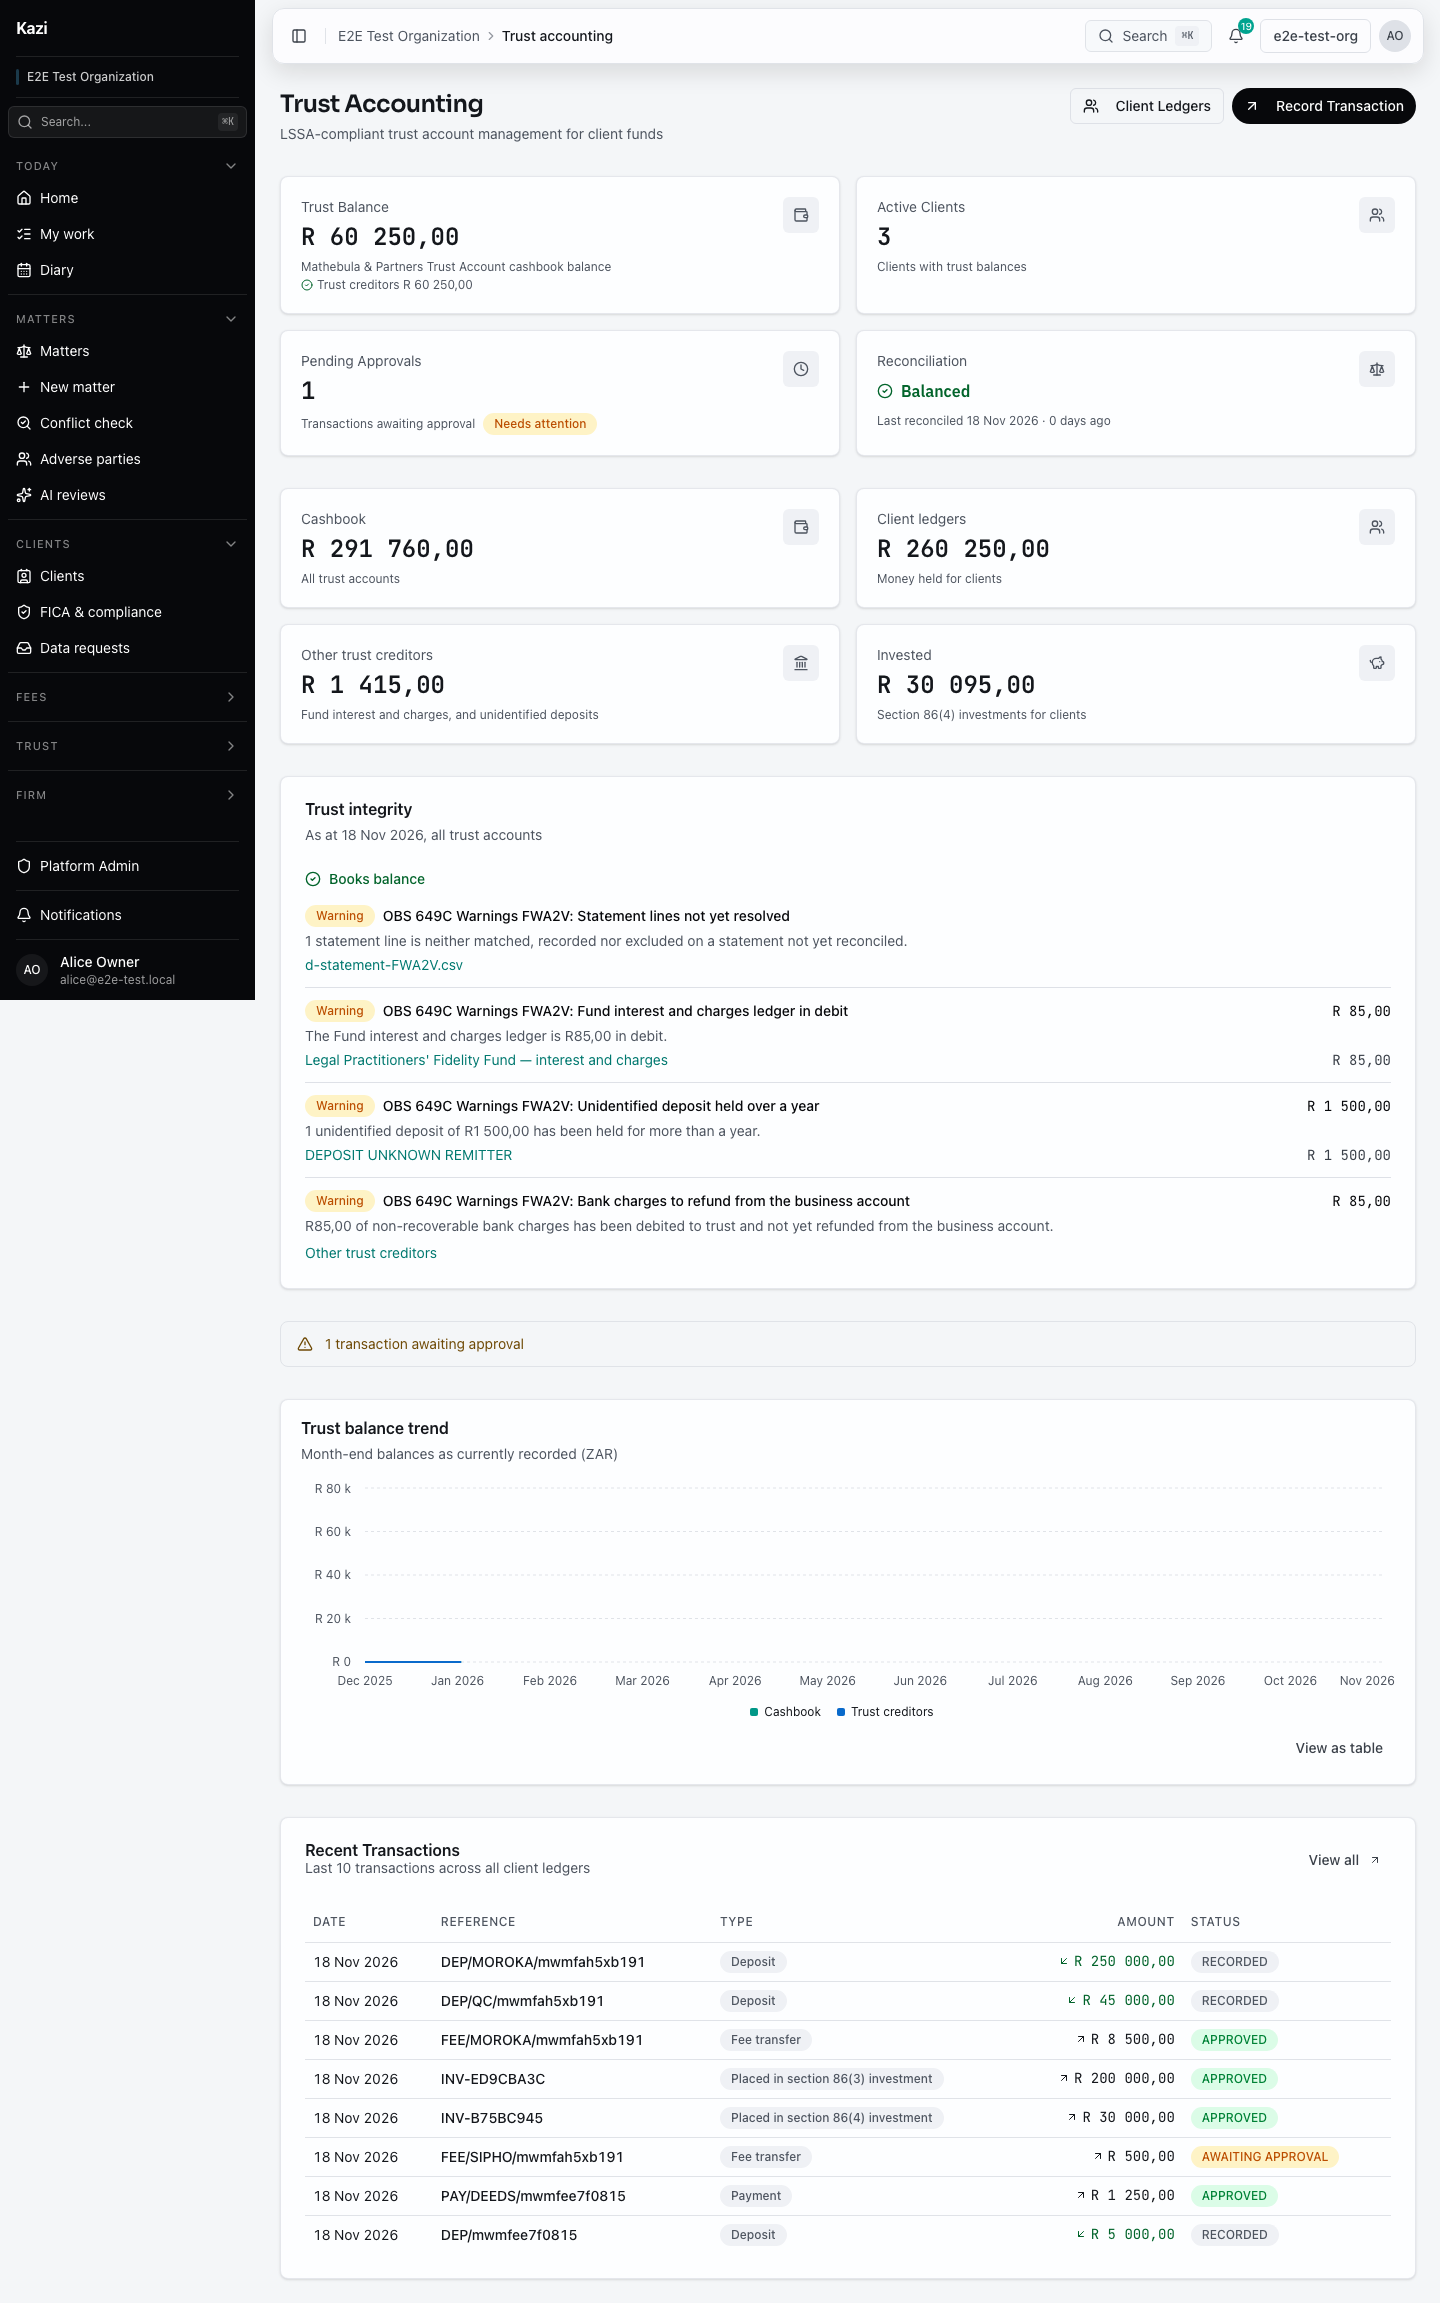 Kazi
E2E Test Organization
Search...
⌘K
TODAY
Home
My work
Diary
MATTERS
Matters
New matter
Conflict check
Adverse parties
AI reviews
CLIENTS
Clients
FICA & compliance
Data requests
FEES
TRUST
FIRM
Platform Admin
Notifications
AO
Alice Owner
alice@e2e-test.local
E2E Test Organization > Trust accounting
Search ⌘K
19
e2e-test-org
AO
Trust Accounting
LSSA-compliant trust account management for client funds
Client Ledgers
Record Transaction
Trust Balance
R 60 250,00
Mathebula & Partners Trust Account cashbook balance
Trust creditors R 60 250,00
Active Clients
3
Clients with trust balances
Pending Approvals
1
Transactions awaiting approval Needs attention
Reconciliation
Balanced
Last reconciled 18 Nov 2026 · 0 days ago
Cashbook
R 291 760,00
All trust accounts
Client ledgers
R 260 250,00
Money held for clients
Other trust creditors
R 1 415,00
Fund interest and charges, and unidentified deposits
Invested
R 30 095,00
Section 86(4) investments for clients
Trust integrity
As at 18 Nov 2026, all trust accounts
Books balance
Warning OBS 649C Warnings FWA2V: Statement lines not yet resolved
1 statement line is neither matched, recorded nor excluded on a statement not yet reconciled.
d-statement-FWA2V.csv
Warning OBS 649C Warnings FWA2V: Fund interest and charges ledger in debit R 85,00
The Fund interest and charges ledger is R85,00 in debit.
Legal Practitioners' Fidelity Fund — interest and charges R 85,00
Warning OBS 649C Warnings FWA2V: Unidentified deposit held over a year R 1 500,00
1 unidentified deposit of R1 500,00 has been held for more than a year.
DEPOSIT UNKNOWN REMITTER R 1 500,00
Warning OBS 649C Warnings FWA2V: Bank charges to refund from the business account R 85,00
R85,00 of non-recoverable bank charges has been debited to trust and not yet refunded from the business account.
Other trust creditors
1 transaction awaiting approval
Trust balance trend
Month-end balances as currently recorded (ZAR)
R 80 k
R 60 k
R 40 k
R 20 k
R 0
Dec 2025 Jan 2026 Feb 2026 Mar 2026 Apr 2026 May 2026 Jun 2026 Jul 2026 Aug 2026 Sep 2026 Oct 2026 Nov 2026
Cashbook Trust creditors
View as table
Recent Transactions
Last 10 transactions across all client ledgers
View all
DATE REFERENCE TYPE AMOUNT STATUS
18 Nov 2026 DEP/MOROKA/mwmfah5xb191 Deposit R 250 000,00 RECORDED
18 Nov 2026 DEP/QC/mwmfah5xb191 Deposit R 45 000,00 RECORDED
18 Nov 2026 FEE/MOROKA/mwmfah5xb191 Fee transfer R 8 500,00 APPROVED
18 Nov 2026 INV-ED9CBA3C Placed in section 86(3) investment R 200 000,00 APPROVED
18 Nov 2026 INV-B75BC945 Placed in section 86(4) investment R 30 000,00 APPROVED
18 Nov 2026 FEE/SIPHO/mwmfah5xb191 Fee transfer R 500,00 AWAITING APPROVAL
18 Nov 2026 PAY/DEEDS/mwmfee7f0815 Payment R 1 250,00 APPROVED
18 Nov 2026 DEP/mwmfee7f0815 Deposit R 5 000,00 RECORDED